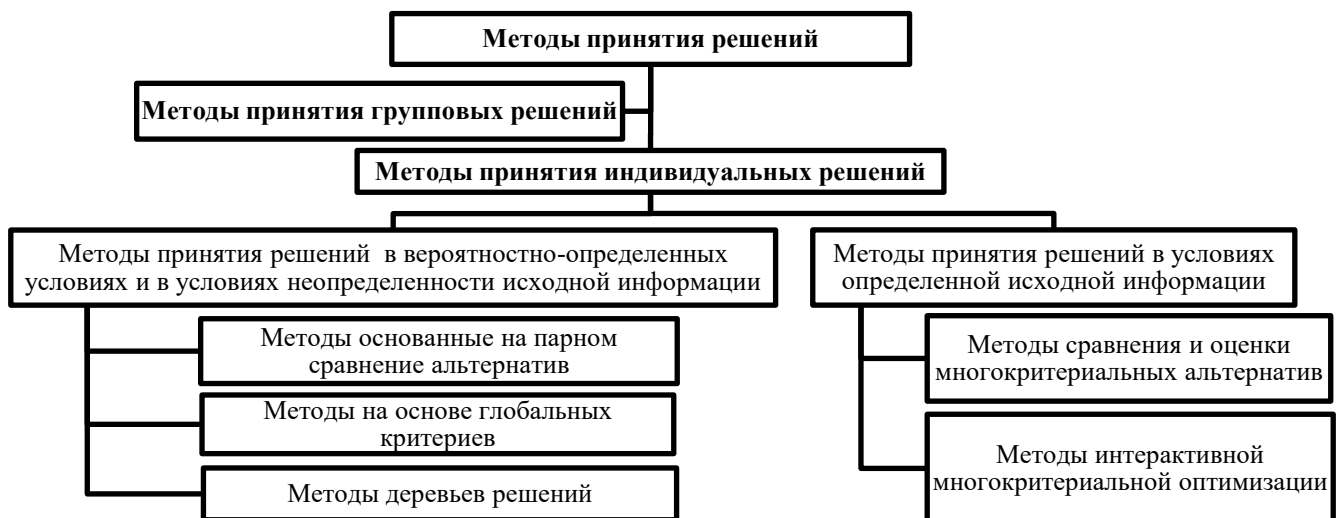 Методы принятия решений
Методы принятия групповых решений
Методы принятия индивидуальных решений
Методы принятия решений в вероятностно-определенных
условиях и в условиях неопределенности исходной информации
Методы основанные на парном
сравнение альтернатив
Методы на основе глобальных
критериев
Методы деревьев решений
Методы принятия решений в условиях
определенной исходной информации
Методы сравнения и оценки
многокритериальных альтернатив
Методы интерактивной
многокритериальной оптимизации